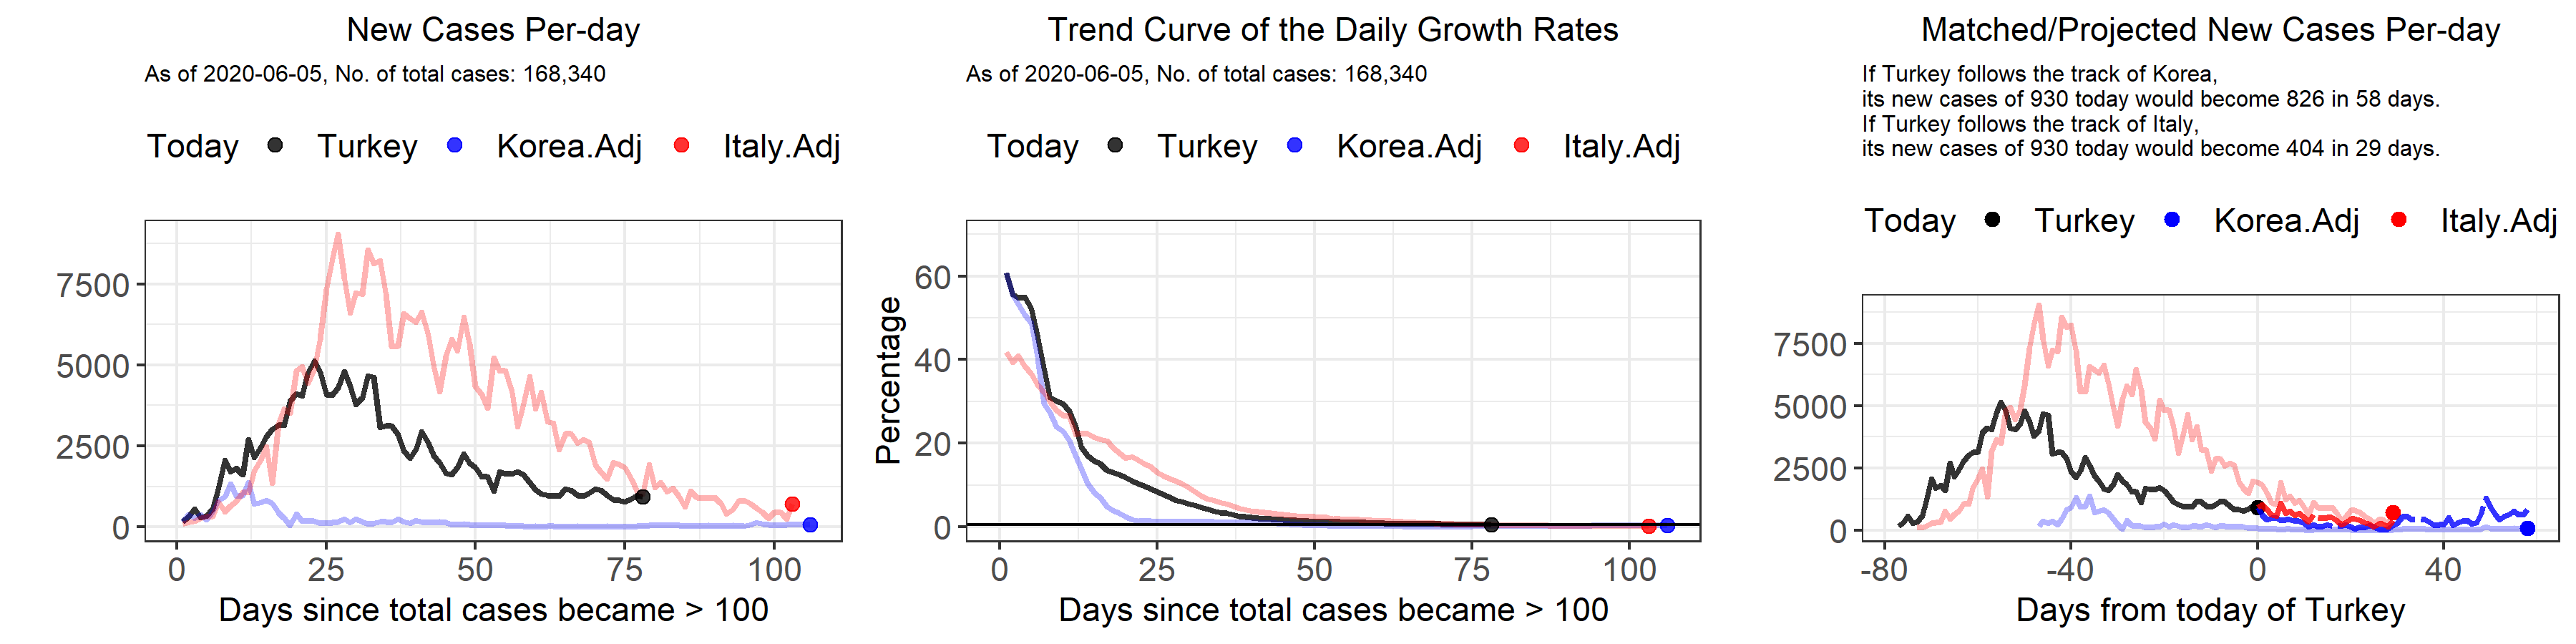 New Cases Per-day
As of 2020-06-05, No. of total cases: 168,340
Today Turkey Korea.Adj Italy.Adj
7500
5000
2500
0
0 25 50 75 100
Days since total cases became > 100
Trend Curve of the Daily Growth Rates
As of 2020-06-05, No. of total cases: 168,340
Today Turkey Korea.Adj Italy.Adj
Percentage
60
40
20
0
0 25 50 75 100
Days since total cases became > 100
Matched/Projected New Cases Per-day
If Turkey follows the track of Korea,
its new cases of 930 today would become 826 in 58 days.
If Turkey follows the track of Italy,
its new cases of 930 today would become 404 in 29 days.
Today Turkey Korea.Adj Italy.Adj
7500
5000
2500
0
-80 -40 0 40
Days from today of Turkey